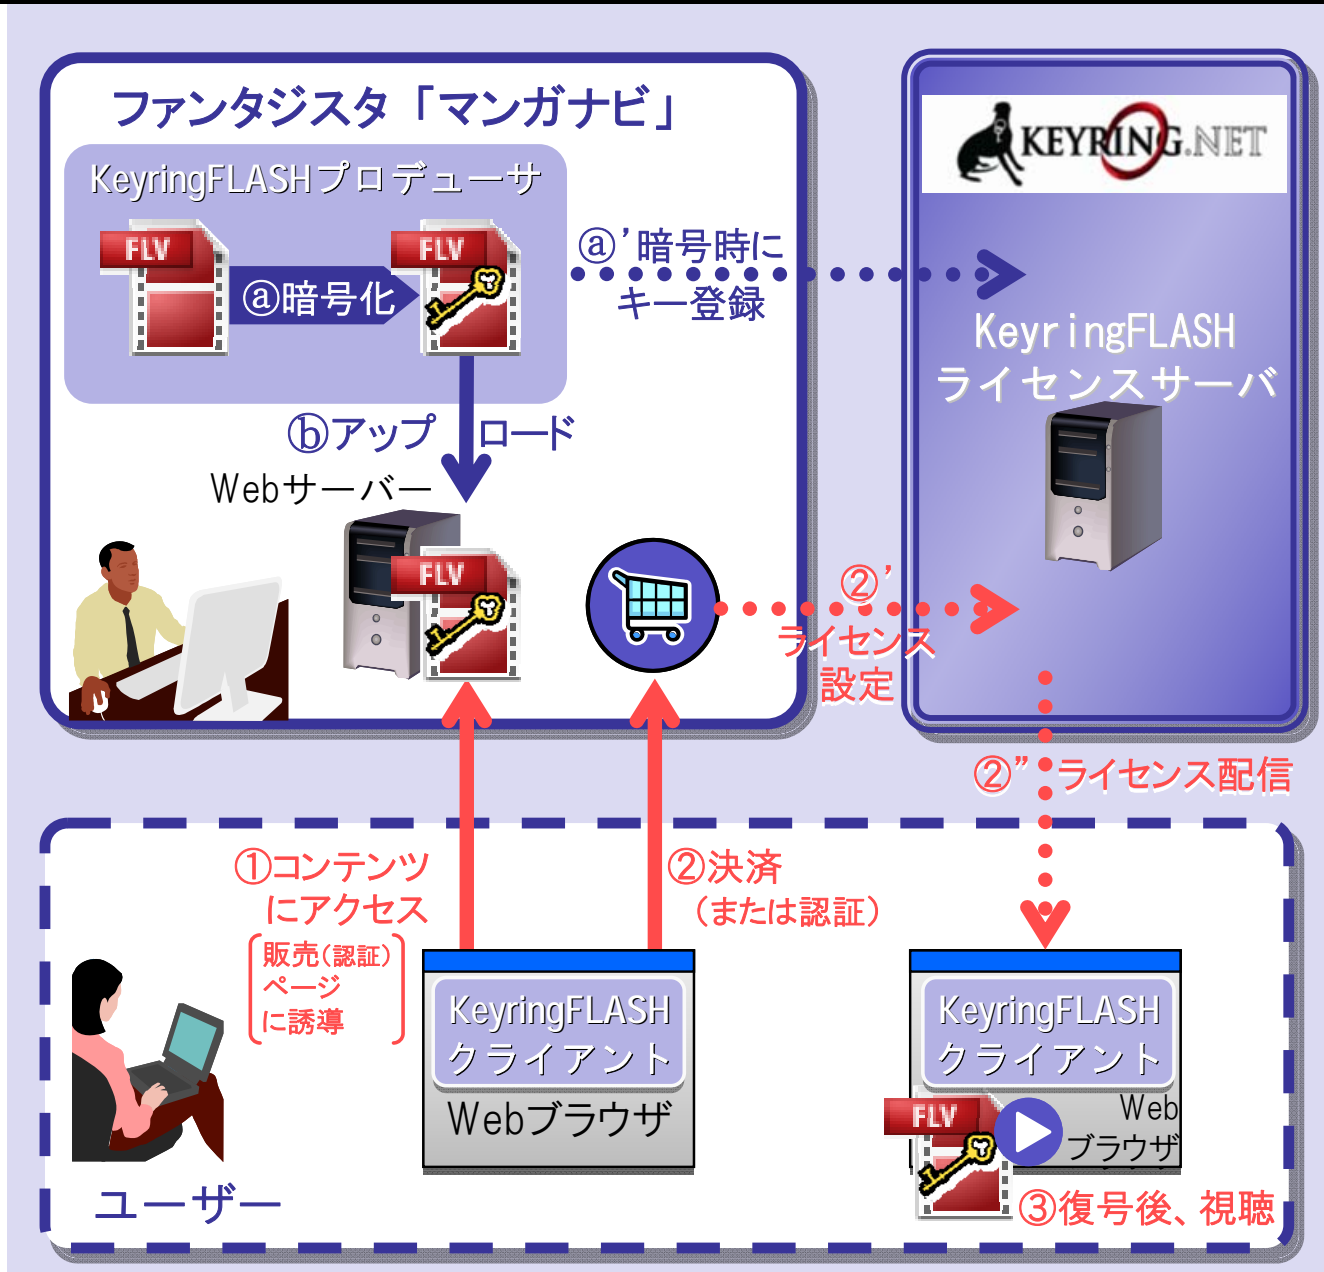 ファンタジスタ「マンガナビ」
KeyringFLASHプロデューサ
FLV
ⓐ暗号化
FLV
ⓐ’暗号時に
キー登録
KEYRING.NET
KeyringFLASH
ライセンスサーバ
ⓑアップロード
Webサーバー
FLV
②’
ライセンス
設定
②”ライセンス配信
①コンテンツ
にアクセス
販売(認証)
ページ
に誘導
②決済
(または認証)
KeyringFLASH
クライアント
Webブラウザ
KeyringFLASH
クライアント
Web
ブラウザ
FLV
③復号後、視聴
ユーザー